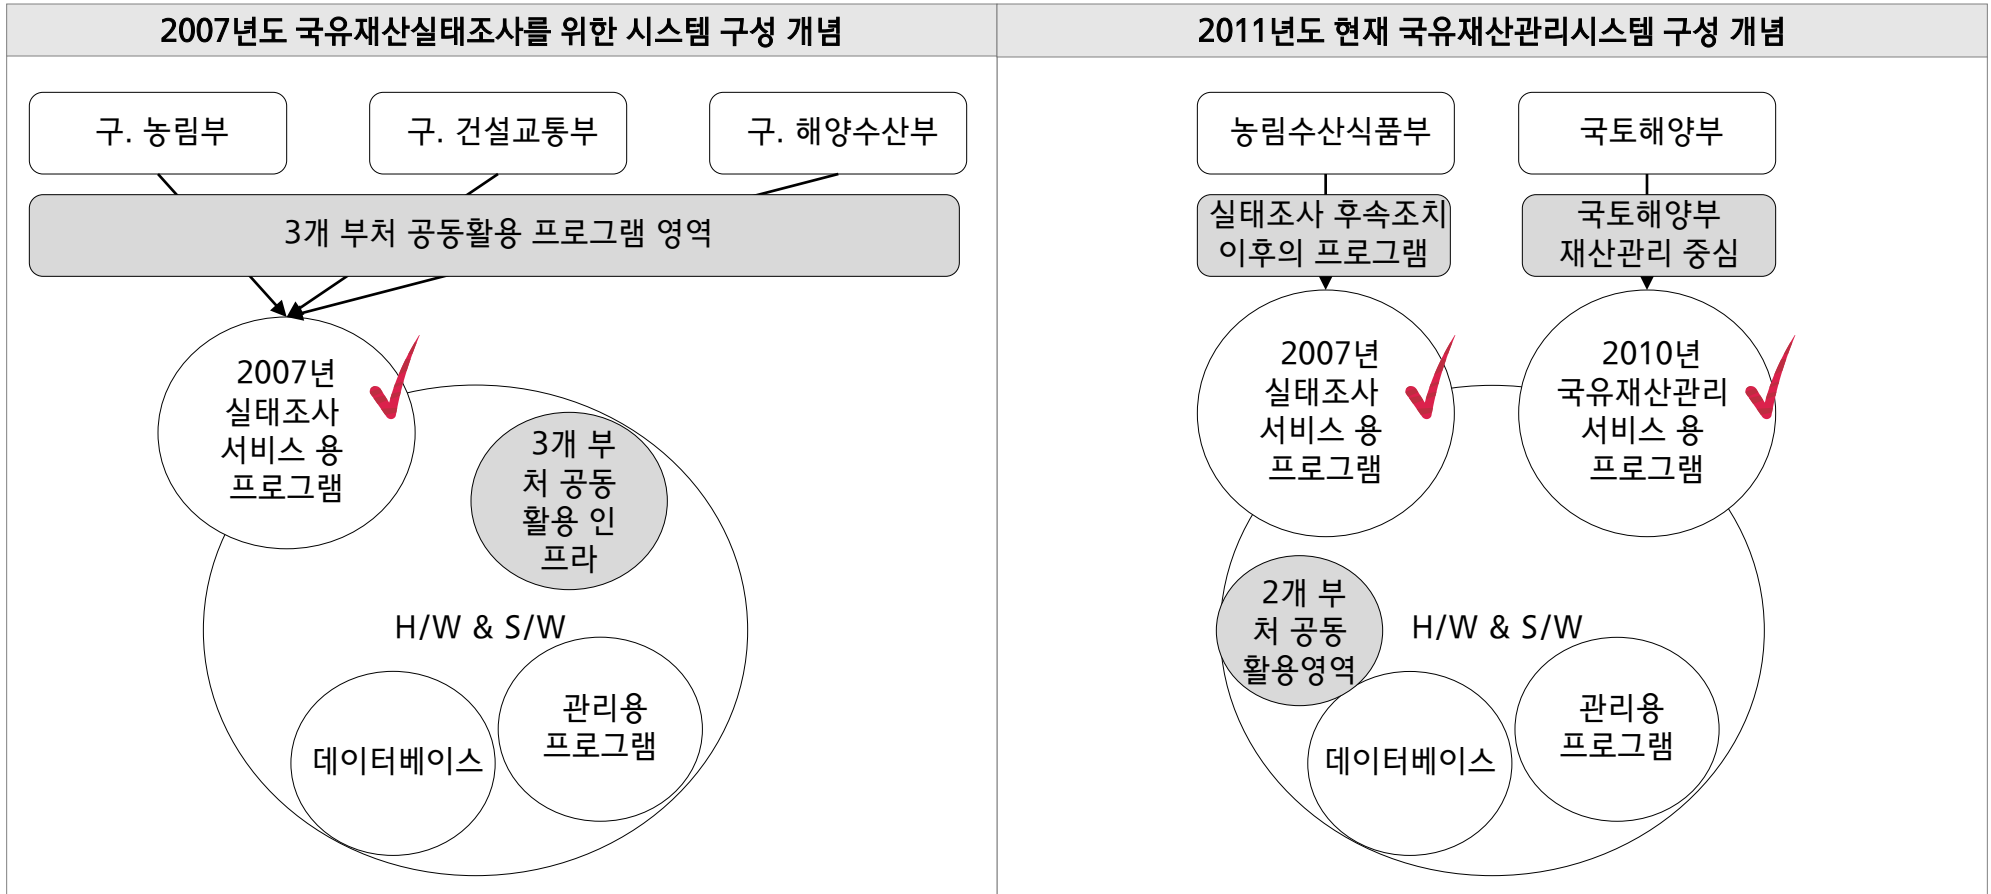 2007년도 국유재산실태조사를 위한 시스템 구성 개념
구. 농림부
구. 건설교통부
구. 해양수산부
3개 부처 공동활용 프로그램 영역
2007년
실태조사
서비스 용
프로그램
3개 부
처 공동
활용 인
프라
H/W & S/W
데이터베이스
관리용
프로그램
2011년도 현재 국유재산관리시스템 구성 개념
농림수산식품부
국토해양부
실태조사 후속조치
이후의 프로그램
국토해양부
재산관리 중심
2007년
실태조사
서비스 용
프로그램
2010년
국유재산관리
서비스 용
프로그램
2개 부
처 공동
활용영역
H/W & S/W
데이터베이스
관리용
프로그램